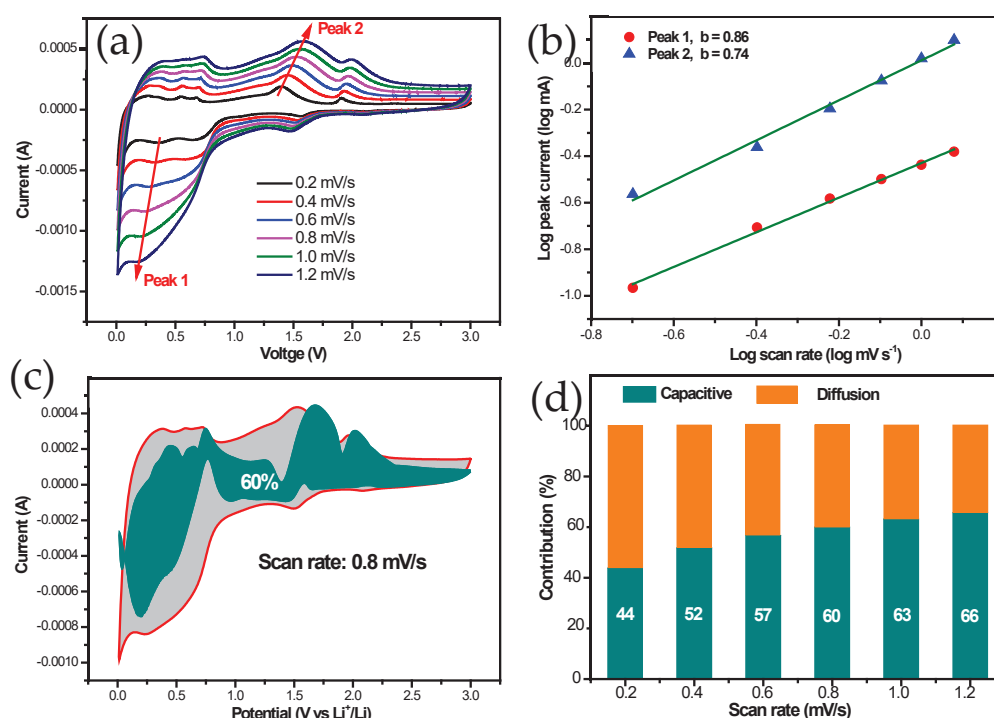 (a)
Peak 2
Peak 1
0.2 mV/s
0.4 mV/s
0.6 mV/s
0.8 mV/s
1.0 mV/s
1.2 mV/s
0.0005
0.0000
-0.0005
-0.0010
-0.0015
Current (A)
0.0 0.5 1.0 1.5 2.0 2.5 3.0
Voltge (V)
(b)
Peak 1, b = 0.86
Peak 2, b = 0.74
0.0
-0.2
-0.4
-0.6
-0.8
-1.0
Log peak current (log mA)
-0.8 -0.6 -0.4 -0.2 0.0
Log scan rate (log mV s⁻¹)
(c)
0.0004
0.0002
0.0000
-0.0002
-0.0004
-0.0006
-0.0008
-0.0010
Current (A)
60%
Scan rate: 0.8 mV/s
0.0 0.5 1.0 1.5 2.0 2.5 3.0
Potential (V vs Li⁺/Li)
(d)
Capacitive Diffusion
100
80
60
40
20
0
Contribution (%)
44 52 57 60 63 66
0.2 0.4 0.6 0.8 1.0 1.2
Scan rate (mV/s)